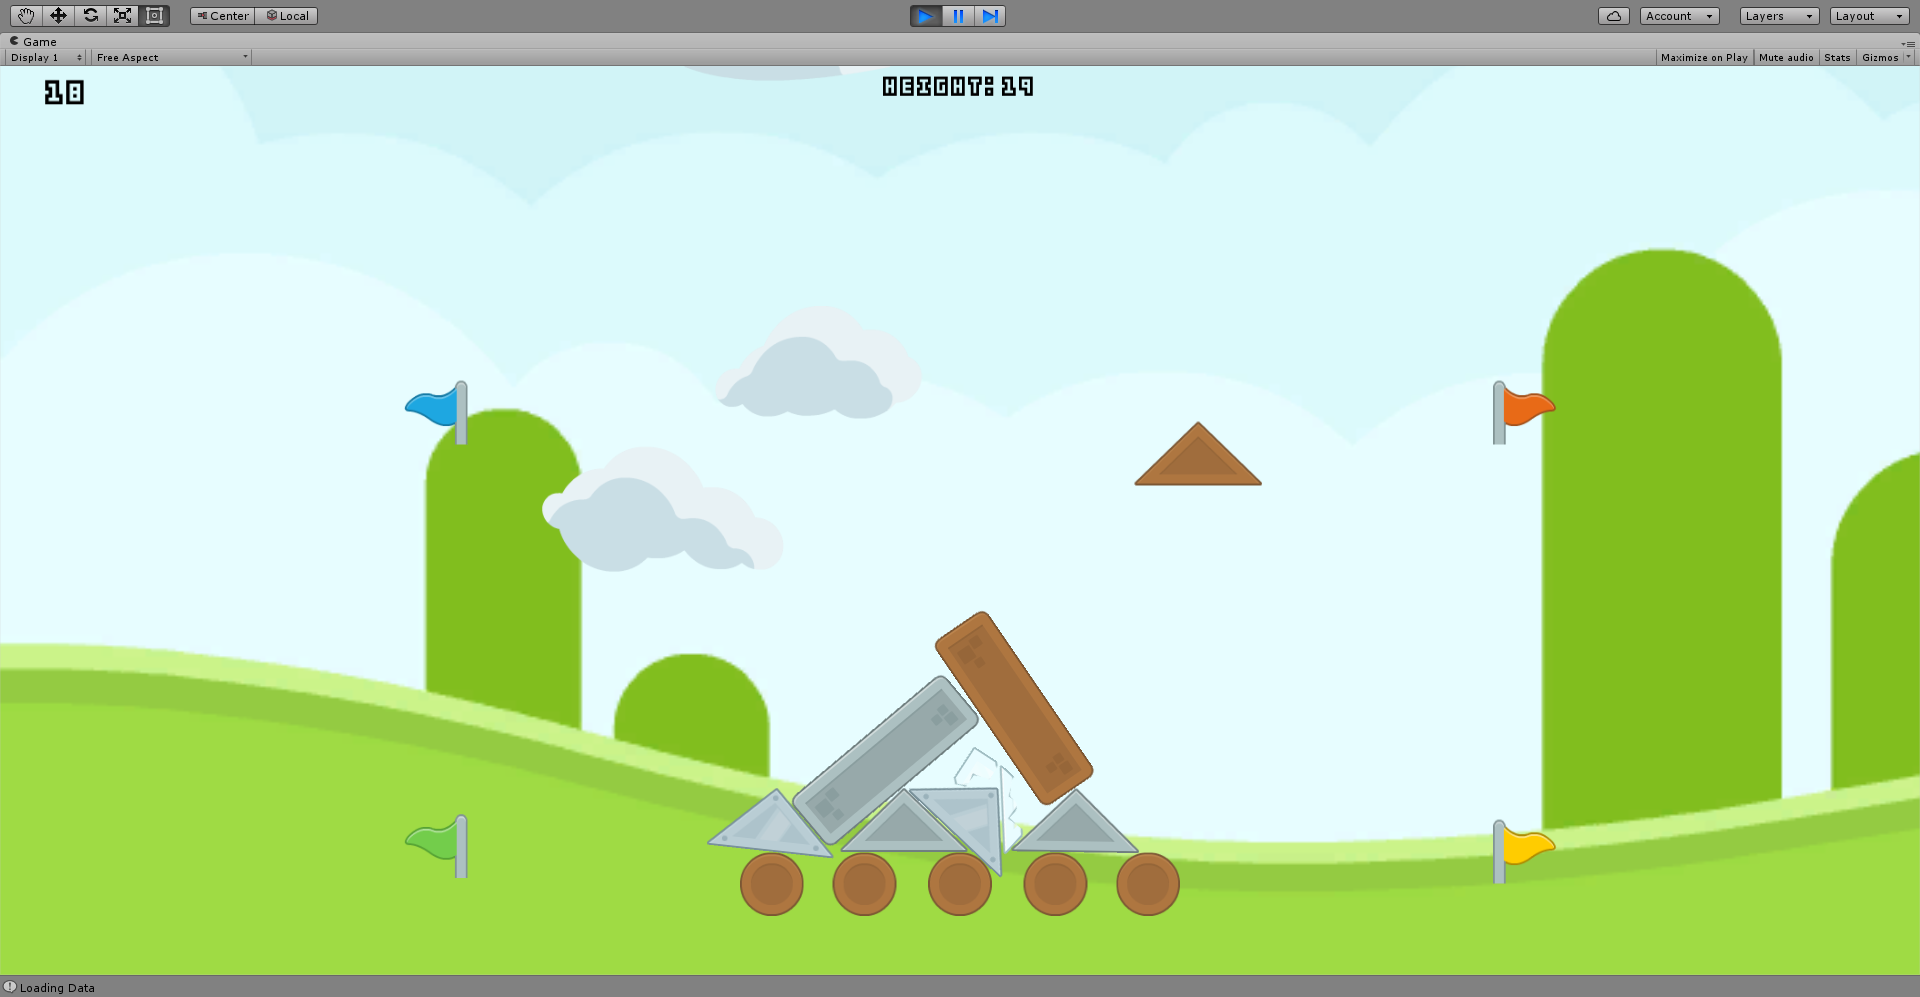 Center Local Account Layers Layout
Game
Display 1 Free Aspect Maximize on Play Mute audio Stats Gizmos
10 HEIGHT: 19
Loading Data